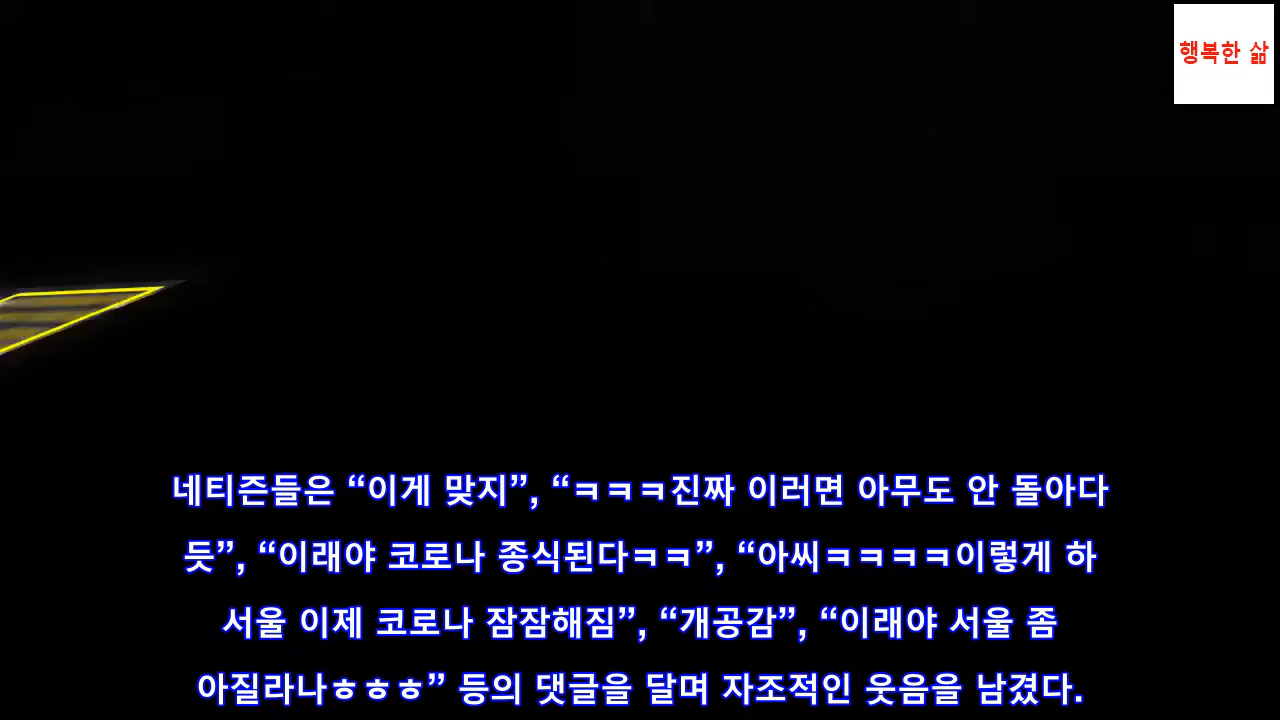 행복한 삶
네티즌들은 “이게 맞지”, “ㅋㅋㅋ진짜 이러면 아무도 안 돌아다
듯”, “이래야 코로나 종식된다ㅋㅋ”, “아씨ㅋㅋㅋㅋ이렇게 하
서울 이제 코로나 잠잠해짐”, “개공감”, “이래야 서울 좀
아질라나ㅎㅎㅎ” 등의 댓글을 달며 자조적인 웃음을 남겼다.